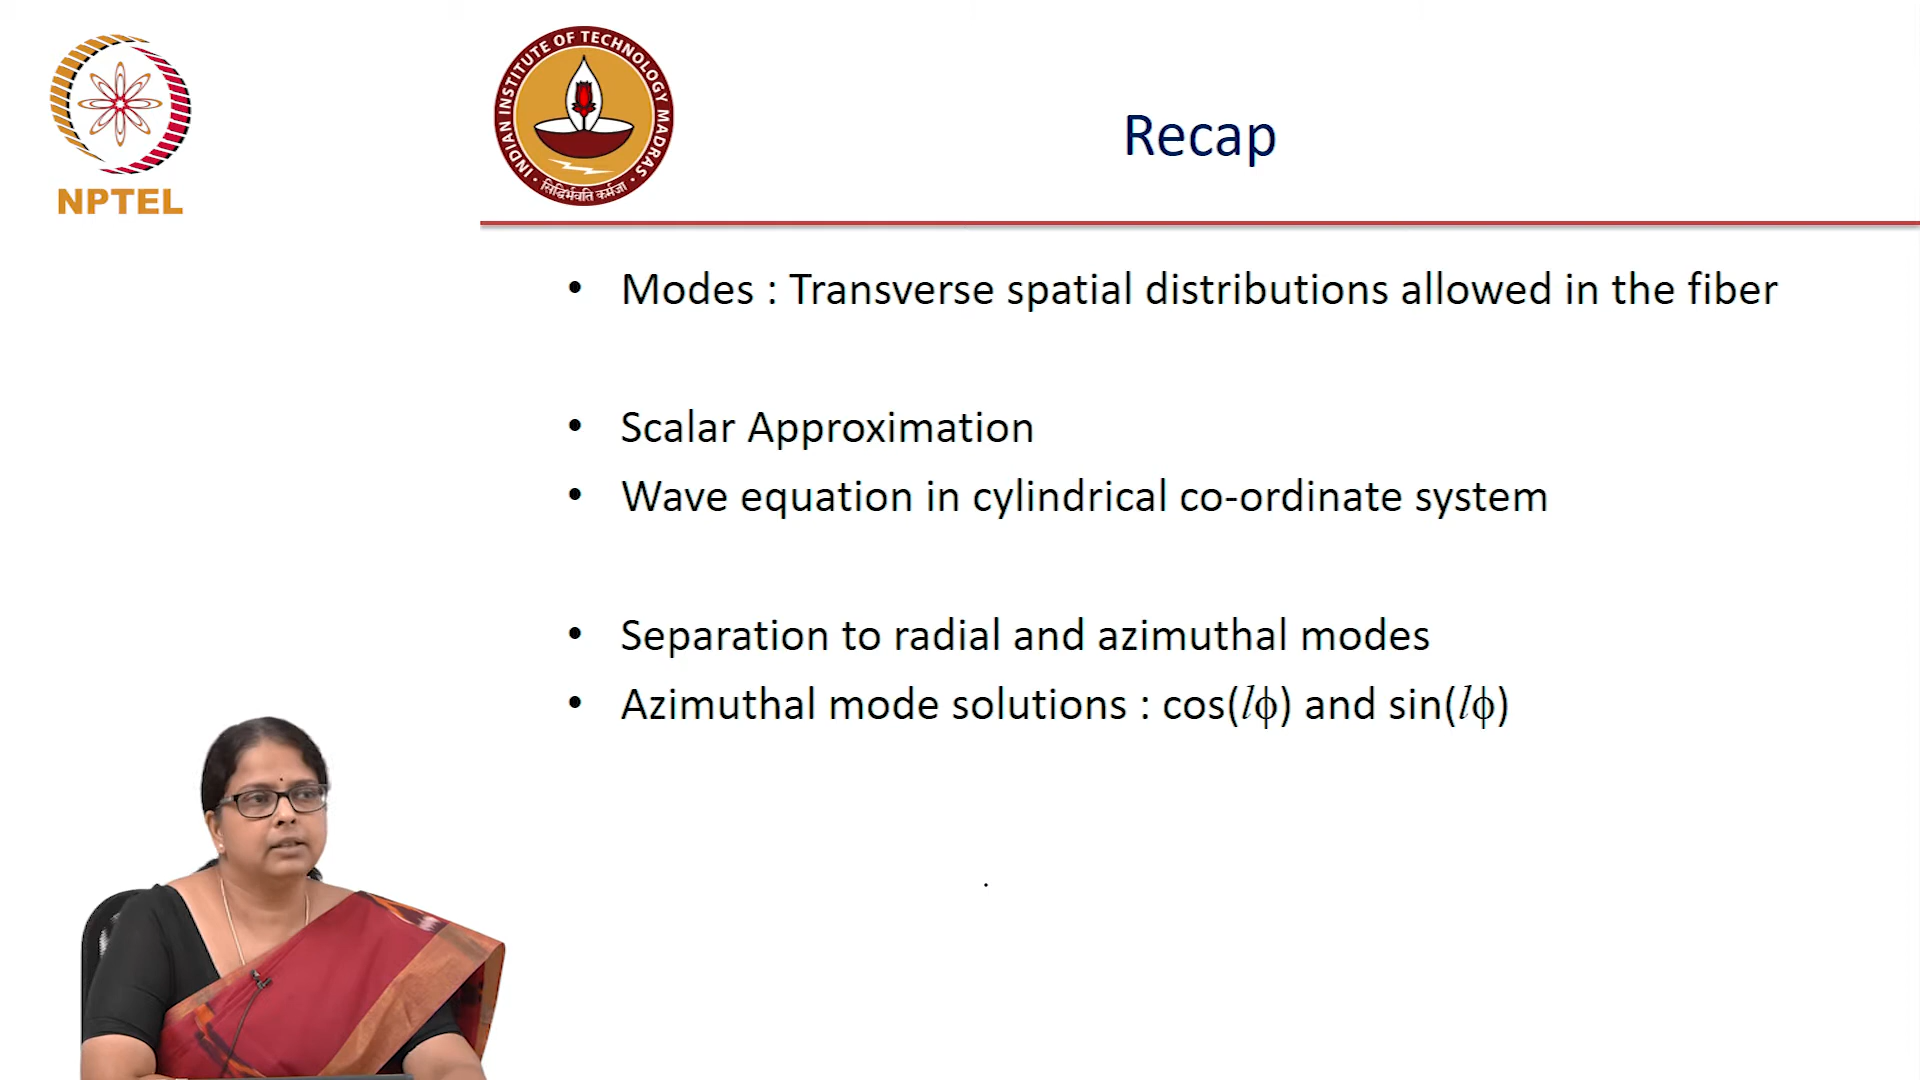 NPTEL
INDIAN INSTITUTE OF TECHNOLOGY MADRAS
सिद्धिर्भवति कर्मजा
Recap
• Modes : Transverse spatial distributions allowed in the fiber
• Scalar Approximation
• Wave equation in cylindrical co-ordinate system
• Separation to radial and azimuthal modes
• Azimuthal mode solutions : cos(lϕ) and sin(lϕ)